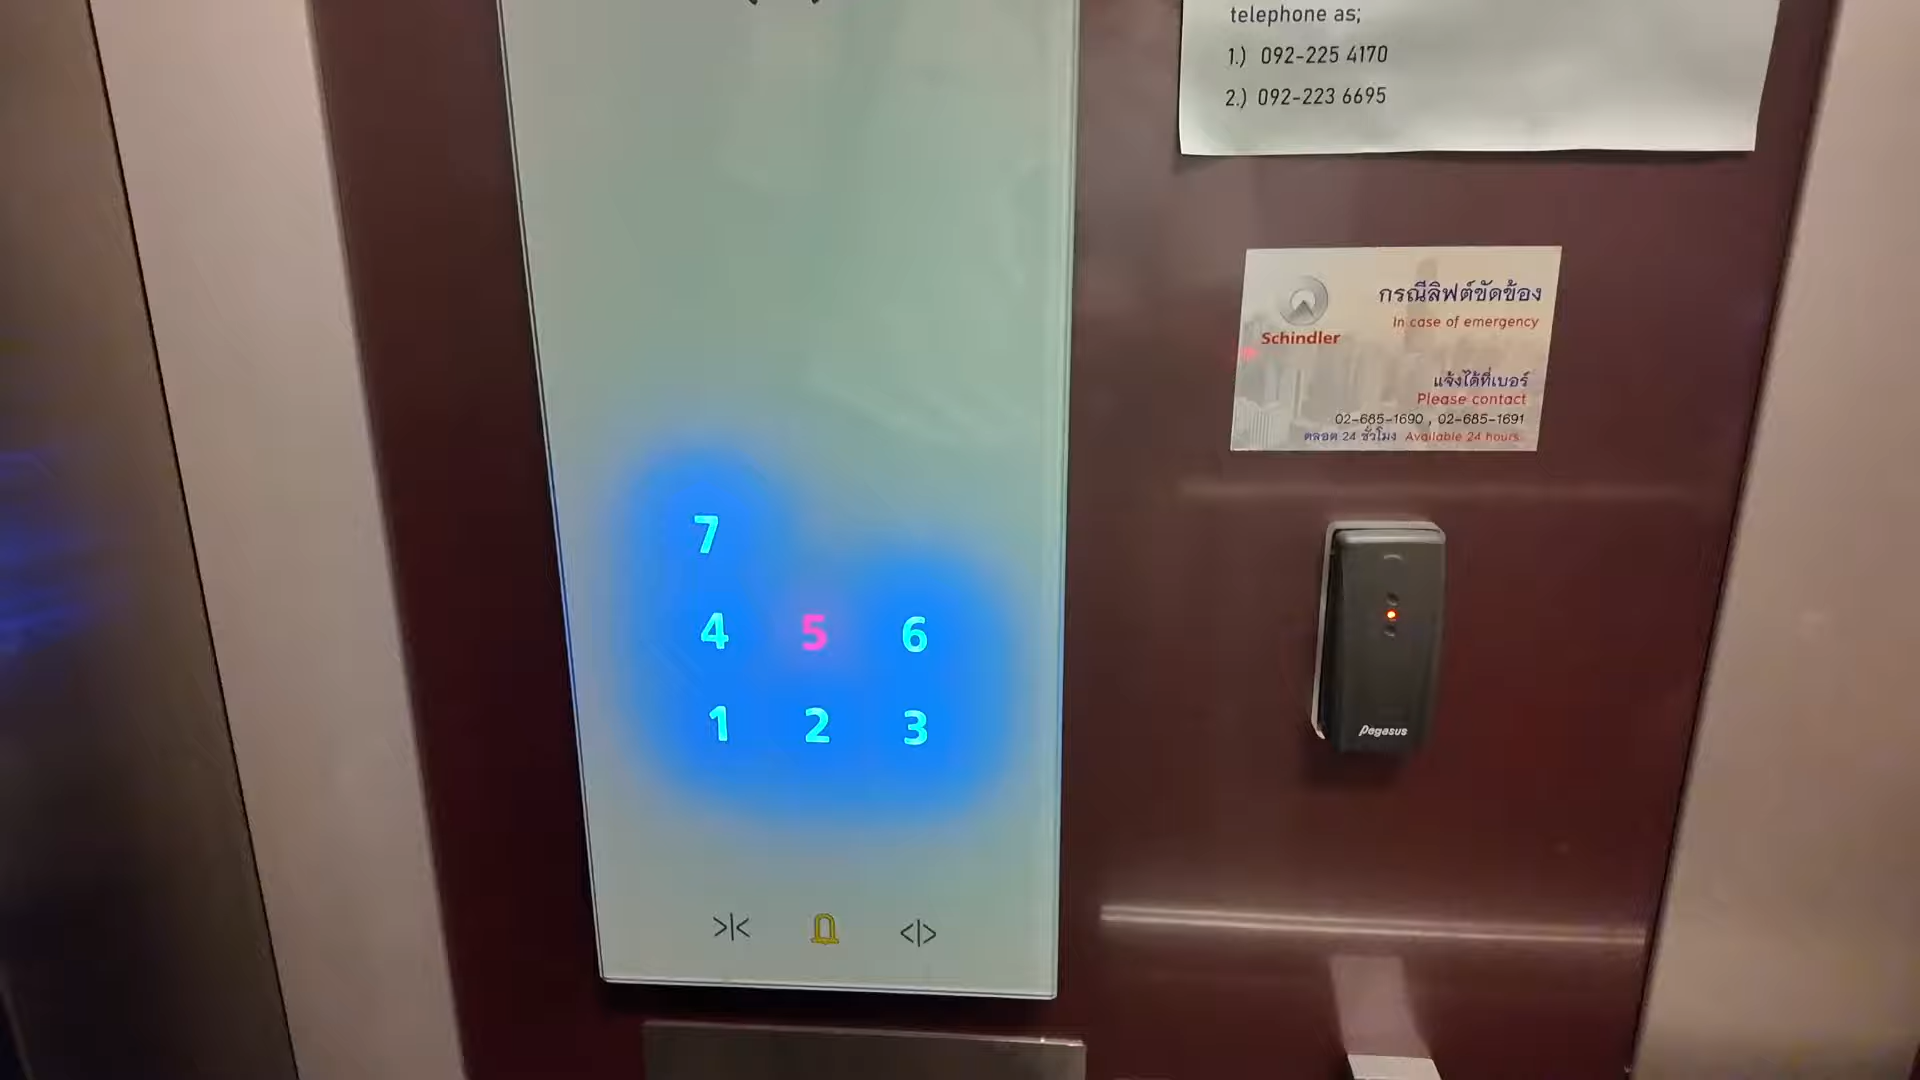 telephone as;
1.) 092-225 4170
2.) 092-223 6695
Schindler
กรณีลิฟต์ขัดข้อง
In case of emergency
แจ้งได้ที่เบอร์
Please contact
02-685-1690 , 02-685-1691
ตลอด 24 ชั่วโมง Available 24 hours
7
4 5 6
1 2 3
>|< <|>
Pegasus